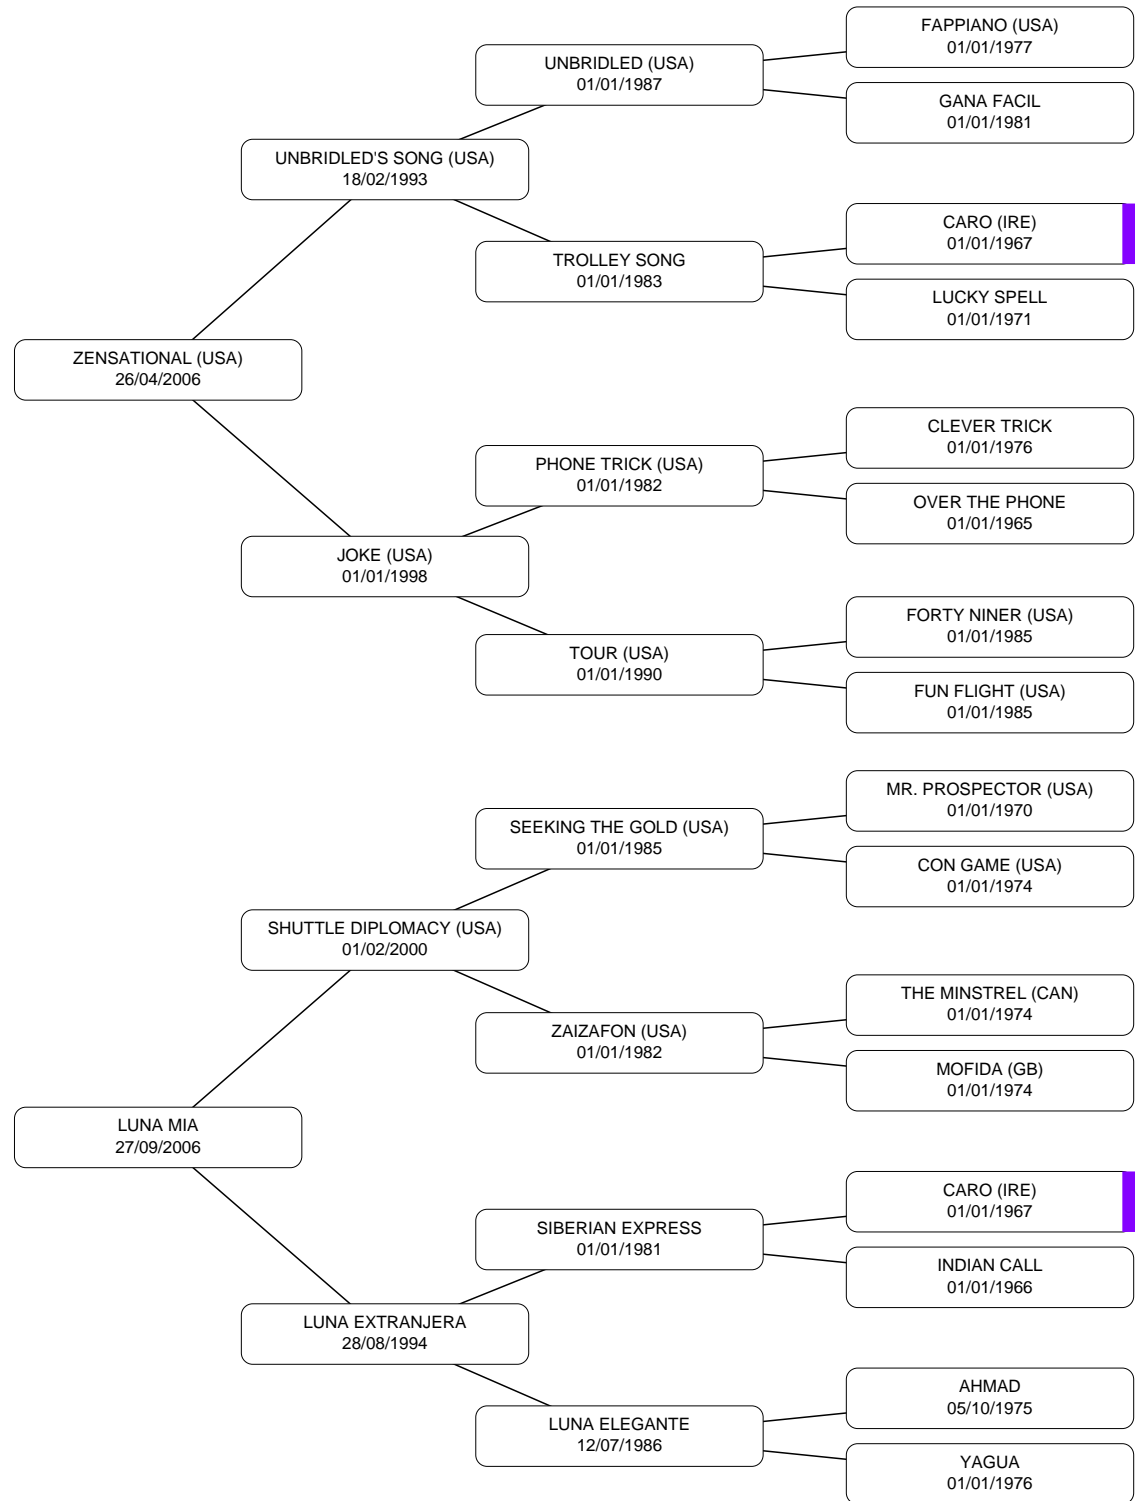 FAPPIANO (USA)
01/01/1977
UNBRIDLED (USA)
01/01/1987
GANA FACIL
01/01/1981
UNBRIDLED'S SONG (USA)
18/02/1993
CARO (IRE)
01/01/1967
TROLLEY SONG
01/01/1983
LUCKY SPELL
01/01/1971
ZENSATIONAL (USA)
26/04/2006
CLEVER TRICK
01/01/1976
PHONE TRICK (USA)
01/01/1982
OVER THE PHONE
01/01/1965
JOKE (USA)
01/01/1998
FORTY NINER (USA)
01/01/1985
TOUR (USA)
01/01/1990
FUN FLIGHT (USA)
01/01/1985
MR. PROSPECTOR (USA)
01/01/1970
SEEKING THE GOLD (USA)
01/01/1985
CON GAME (USA)
01/01/1974
SHUTTLE DIPLOMACY (USA)
01/02/2000
THE MINSTREL (CAN)
01/01/1974
ZAIZAFON (USA)
01/01/1982
MOFIDA (GB)
01/01/1974
LUNA MIA
27/09/2006
CARO (IRE)
01/01/1967
SIBERIAN EXPRESS
01/01/1981
INDIAN CALL
01/01/1966
LUNA EXTRANJERA
28/08/1994
AHMAD
05/10/1975
LUNA ELEGANTE
12/07/1986
YAGUA
01/01/1976